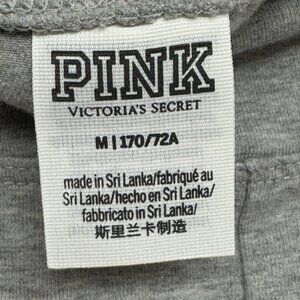 PINK
VICTORIA'S SECRET
M | 170/72A
made in Sri Lanka/fabriqué au
Sri Lanka/hecho en Sri Lanka/
fabbricato in Sri Lanka/
斯里兰卡制造